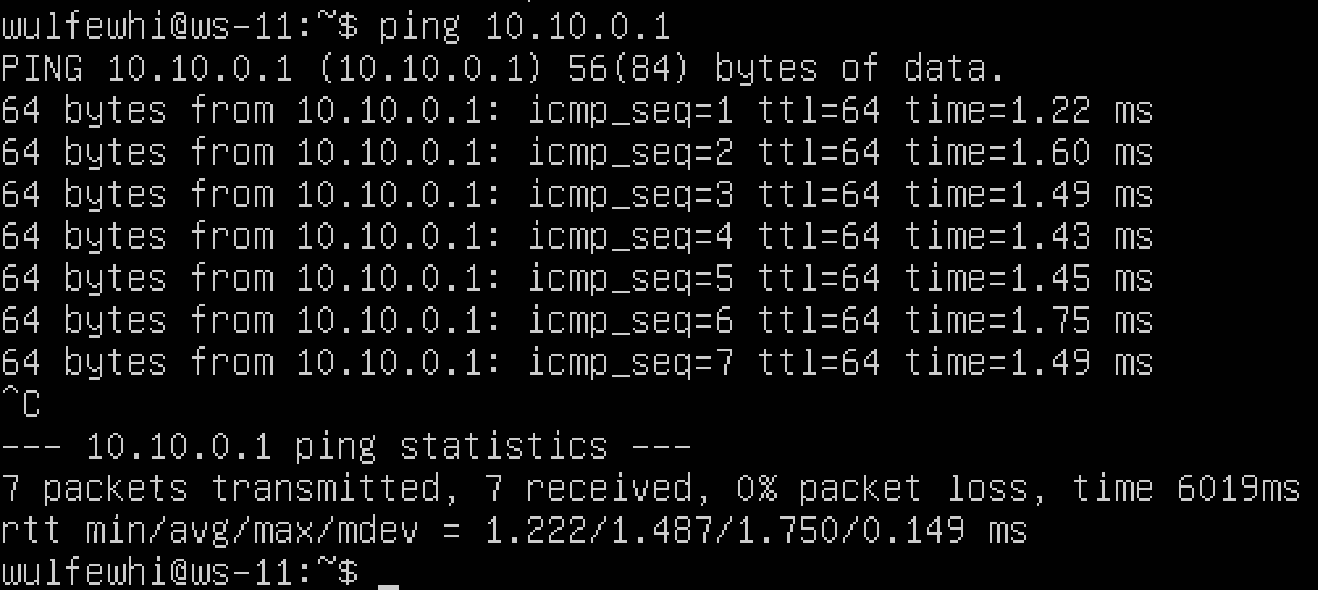 wulfewhi@ws-11:~$ ping 10.10.0.1
PING 10.10.0.1 (10.10.0.1) 56(84) bytes of data.
64 bytes from 10.10.0.1: icmp_seq=1 ttl=64 time=1.22 ms
64 bytes from 10.10.0.1: icmp_seq=2 ttl=64 time=1.60 ms
64 bytes from 10.10.0.1: icmp_seq=3 ttl=64 time=1.49 ms
64 bytes from 10.10.0.1: icmp_seq=4 ttl=64 time=1.43 ms
64 bytes from 10.10.0.1: icmp_seq=5 ttl=64 time=1.45 ms
64 bytes from 10.10.0.1: icmp_seq=6 ttl=64 time=1.75 ms
64 bytes from 10.10.0.1: icmp_seq=7 ttl=64 time=1.49 ms
^C
--- 10.10.0.1 ping statistics ---
7 packets transmitted, 7 received, 0% packet loss, time 6019ms
rtt min/avg/max/mdev = 1.222/1.487/1.750/0.149 ms
wulfewhi@ws-11:~$ _